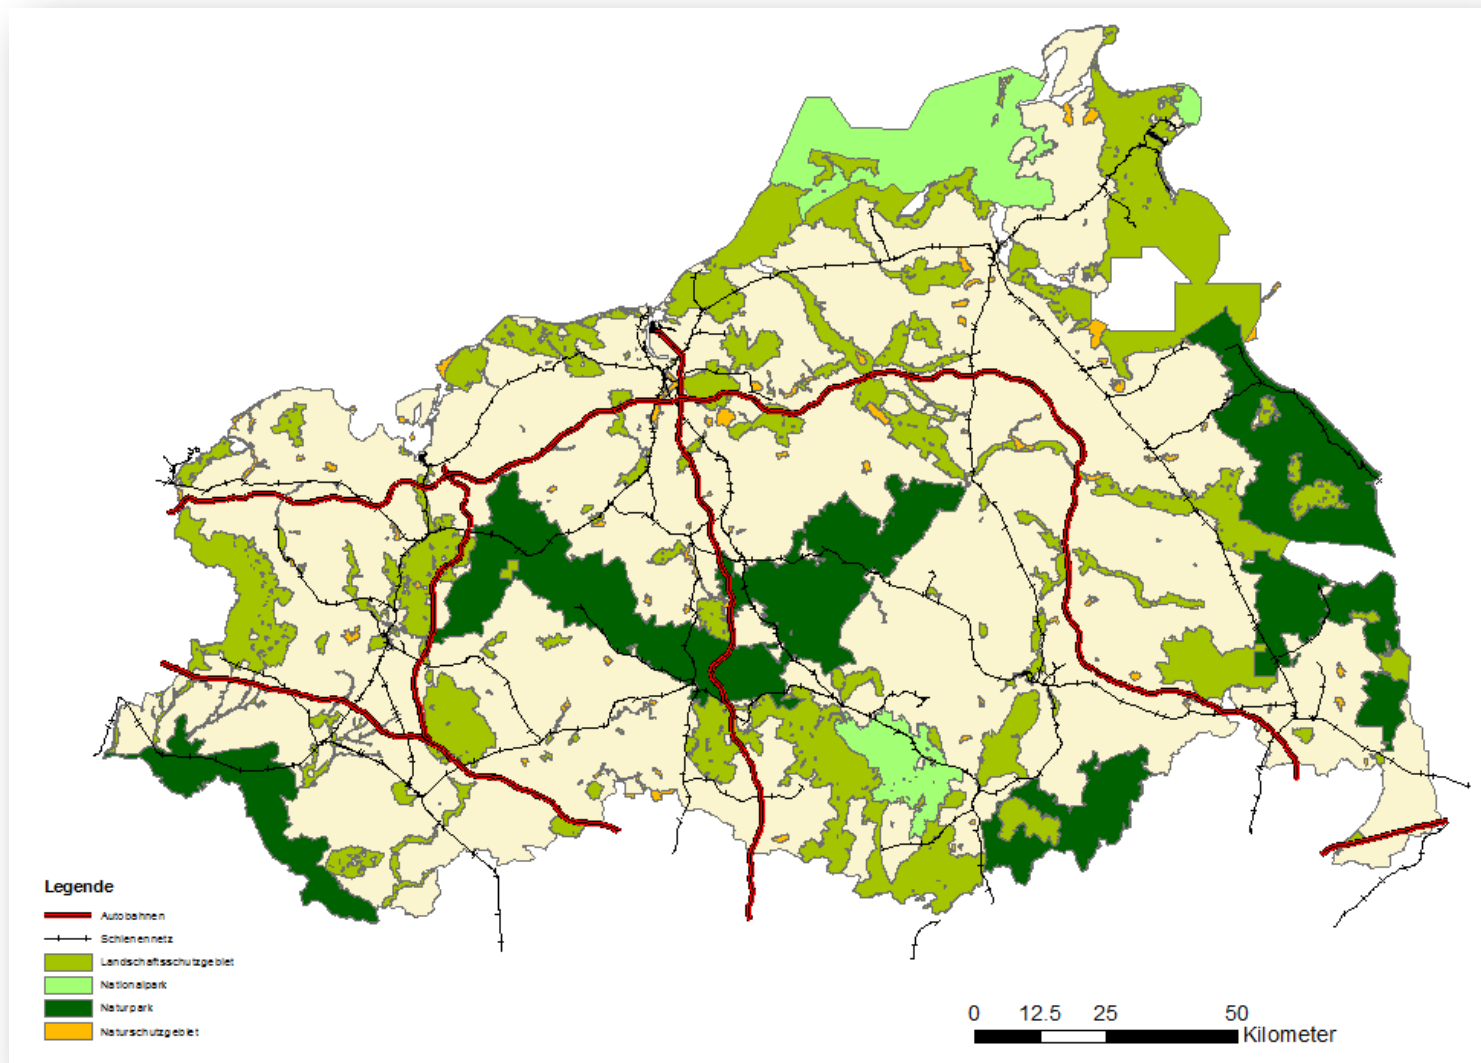 Legende
Autobahnen
Schienennetz
Landschaftsschutzgebiet
Nationalpark
Naturpark
Naturschutzgebiet
0 12.5 25 50
Kilometer